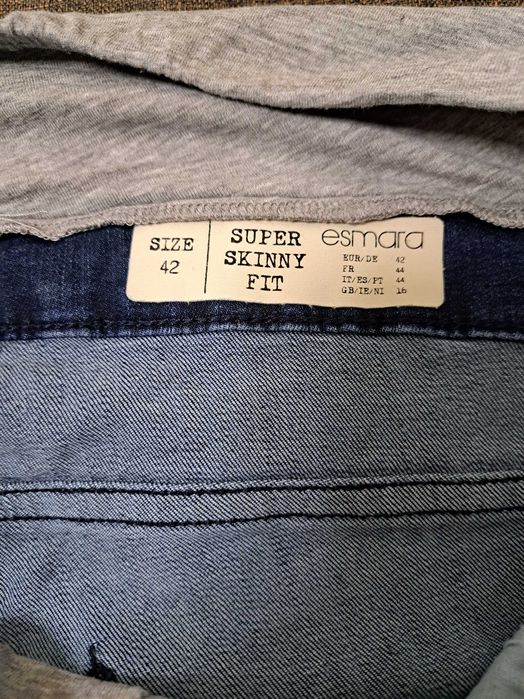 SIZE
42
SUPER
SKINNY
FIT
esmara
EUR/DE 42
FR 44
IT/ES/PT 44
GB/IE/NI 16